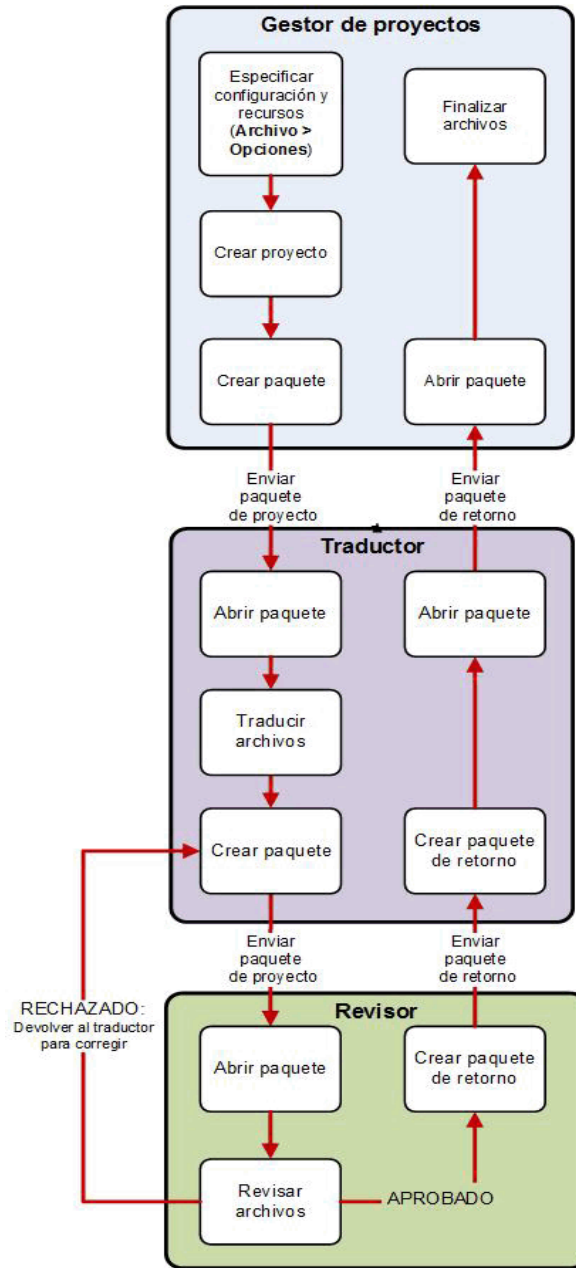 Gestor de proyectos
Especificar
configuración y
recursos
(Archivo >
Opciones)
Finalizar
archivos
Crear proyecto
Crear paquete
Abrir paquete
Enviar
paquete
de proyecto
Enviar
paquete
de retorno
Traductor
Abrir paquete
Abrir paquete
Traducir
archivos
Crear paquete
Crear paquete
de retorno
Enviar
paquete
de proyecto
Enviar
paquete
de retorno
RECHAZADO:
Devolver al traductor
para corregir
Revisor
Abrir paquete
Crear paquete
de retorno
Revisar
archivos
APROBADO